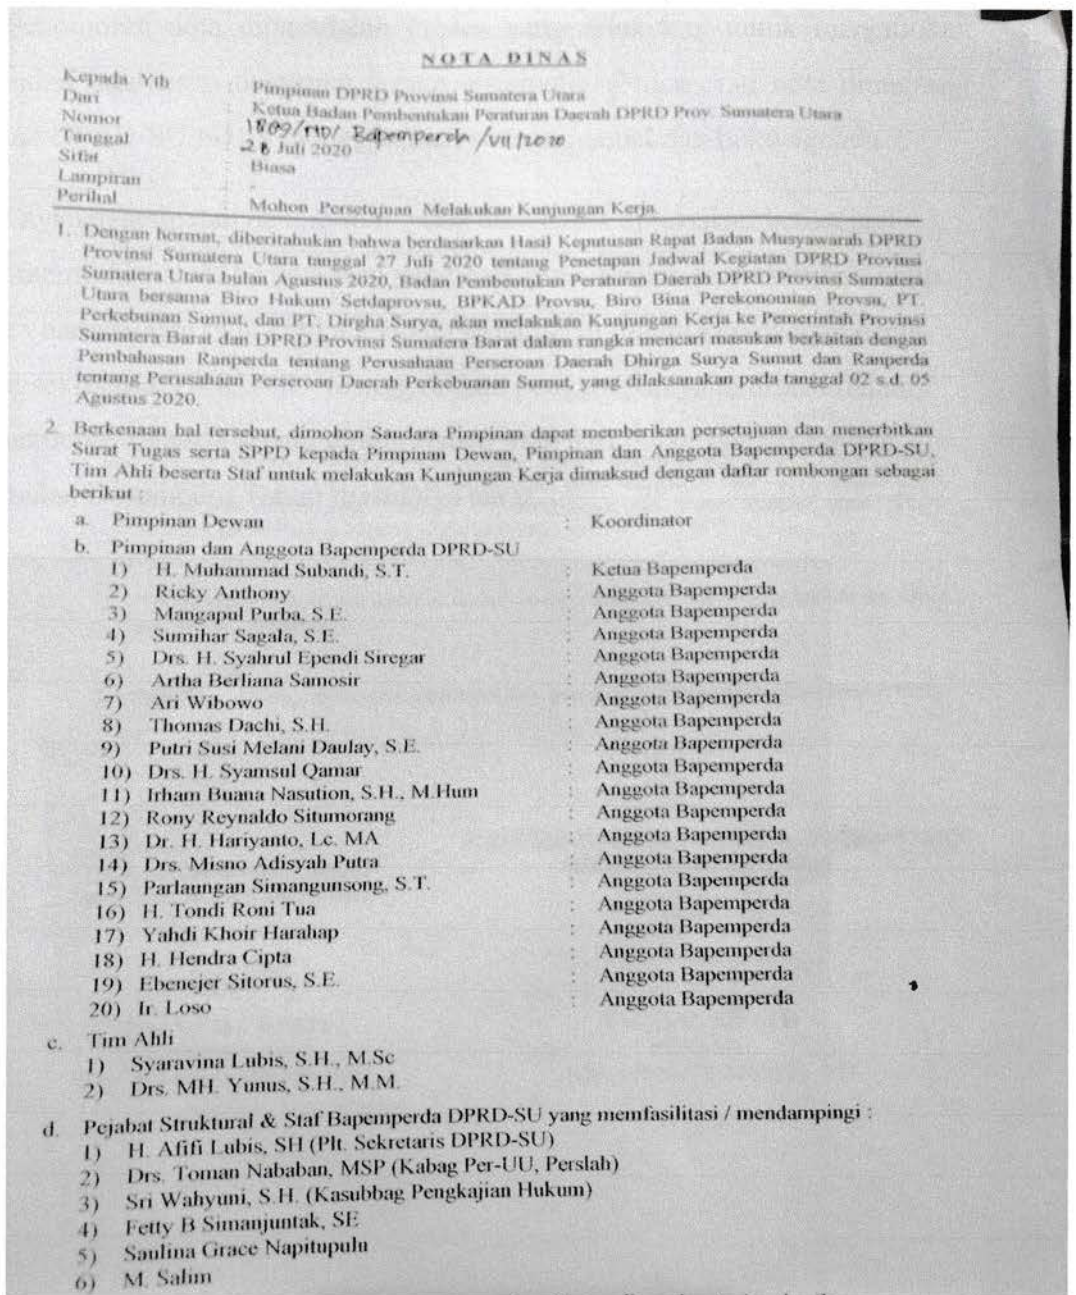 NOTA DINAS
Kepada Yth : Pimpinan DPRD Provinsi Sumatera Utara
Dari : Ketua Badan Pembentukan Peraturan Daerah DPRD Prov. Sumatera Utara
Nomor : 1809/ / Bapemperda /VII/2020
Tanggal : 28 Juli 2020
Sifat : Biasa
Lampiran : -
Perihal : Mohon Persetujuan Melakukan Kunjungan Kerja.
1. Dengan hormat, diberitahukan bahwa berdasarkan Hasil Keputusan Rapat Badan Musyawarah DPRD
Provinsi Sumatera Utara tanggal 27 Juli 2020 tentang Penetapan Jadwal Kegiatan DPRD Provinsi
Sumatera Utara bulan Agustus 2020, Badan Pembentukan Peraturan Daerah DPRD Provinsi Sumatera
Utara bersama Biro Hukum Setdaprovsu, BPKAD Provsu, Biro Bina Perekonomian Provsu, PT.
Perkebunan Sumut, dan PT. Dirgha Surya, akan melakukan Kunjungan Kerja ke Pemerintah Provinsi
Sumatera Barat dan DPRD Provinsi Sumatera Barat dalam rangka mencari masukan berkaitan dengan
Pembahasan Ranperda tentang Perusahaan Perseroan Daerah Dhirga Surya Sumut dan Ranperda
tentang Perusahaan Perseroan Daerah Perkebuanan Sumut, yang dilaksanakan pada tanggal 02 s.d. 05
Agustus 2020.
2. Berkenaan hal tersebut, dimohon Saudara Pimpinan dapat memberikan persetujuan dan menerbitkan
Surat Tugas serta SPPD kepada Pimpinan Dewan, Pimpinan dan Anggota Bapemperda DPRD-SU,
Tim Ahli beserta Staf untuk melakukan Kunjungan Kerja dimaksud dengan daftar rombongan sebagai
berikut :
a. Pimpinan Dewan : Koordinator
b. Pimpinan dan Anggota Bapemperda DPRD-SU
1) H. Muhammad Subandi, S.T. : Ketua Bapemperda
2) Ricky Anthony : Anggota Bapemperda
3) Mangapul Purba, S.E. : Anggota Bapemperda
4) Sumihar Sagala, S.E. : Anggota Bapemperda
5) Drs. H. Syahrul Ependi Siregar : Anggota Bapemperda
6) Artha Berliana Samosir : Anggota Bapemperda
7) Ari Wibowo : Anggota Bapemperda
8) Thomas Dachi, S.H. : Anggota Bapemperda
9) Putri Susi Melani Daulay, S.E. : Anggota Bapemperda
10) Drs. H. Syamsul Qamar : Anggota Bapemperda
11) Irham Buana Nasution, S.H., M.Hum : Anggota Bapemperda
12) Rony Reynaldo Situmorang : Anggota Bapemperda
13) Dr. H. Hariyanto, Lc. MA : Anggota Bapemperda
14) Drs. Misno Adisyah Putra : Anggota Bapemperda
15) Parlaungan Simangunsong, S.T. : Anggota Bapemperda
16) H. Tondi Roni Tua : Anggota Bapemperda
17) Yahdi Khoir Harahap : Anggota Bapemperda
18) H. Hendra Cipta : Anggota Bapemperda
19) Ebenejer Sitorus, S.E. : Anggota Bapemperda
20) Ir. Loso : Anggota Bapemperda
c. Tim Ahli
1) Syaravina Lubis, S.H., M.Sc
2) Drs. MH. Yunus, S.H., M.M.
d. Pejabat Struktural & Staf Bapemperda DPRD-SU yang memfasilitasi / mendampingi :
1) H. Afifi Lubis, SH (Plt. Sekretaris DPRD-SU)
2) Drs. Toman Nababan, MSP (Kabag Per-UU, Perslah)
3) Sri Wahyuni, S.H. (Kasubbag Pengkajian Hukum)
4) Fetty B Simanjuntak, SE
5) Saulina Grace Napitupulu
6) M. Salim